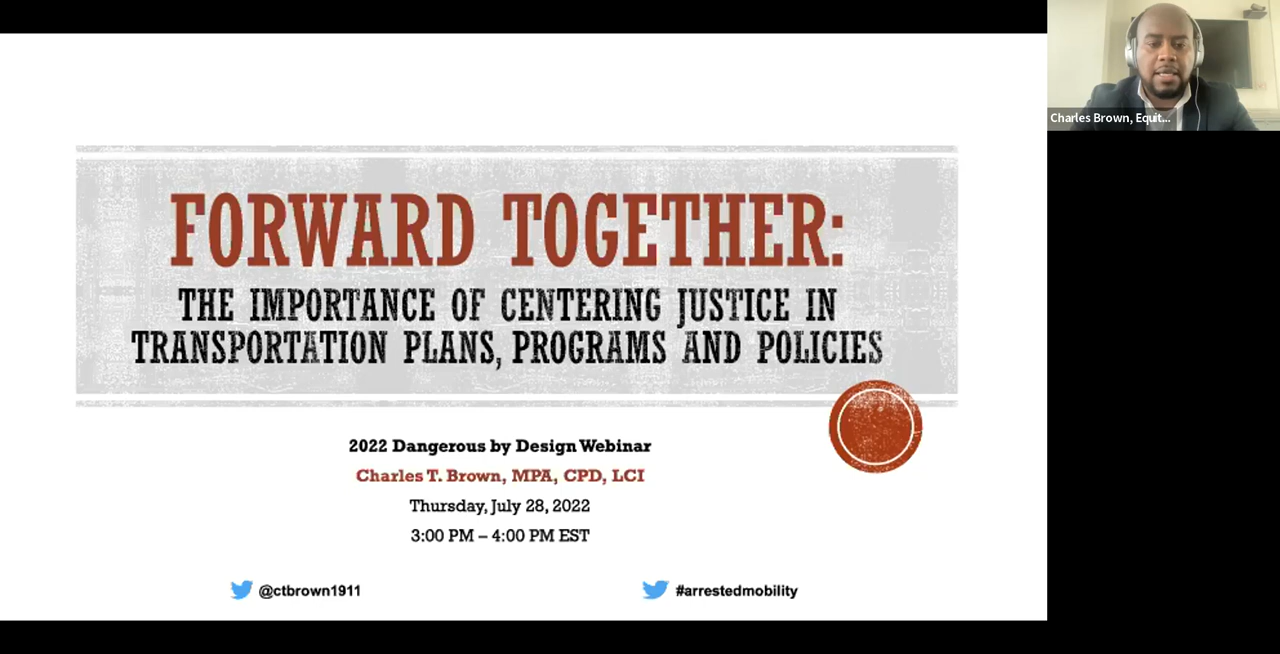 FORWARD TOGETHER:
THE IMPORTANCE OF CENTERING JUSTICE IN
TRANSPORTATION PLANS, PROGRAMS AND POLICIES
2022 Dangerous by Design Webinar
Charles T. Brown, MPA, CPD, LCI
Thursday, July 28, 2022
3:00 PM – 4:00 PM EST
@ctbrown1911
#arrestedmobility
Charles Brown, Equit...